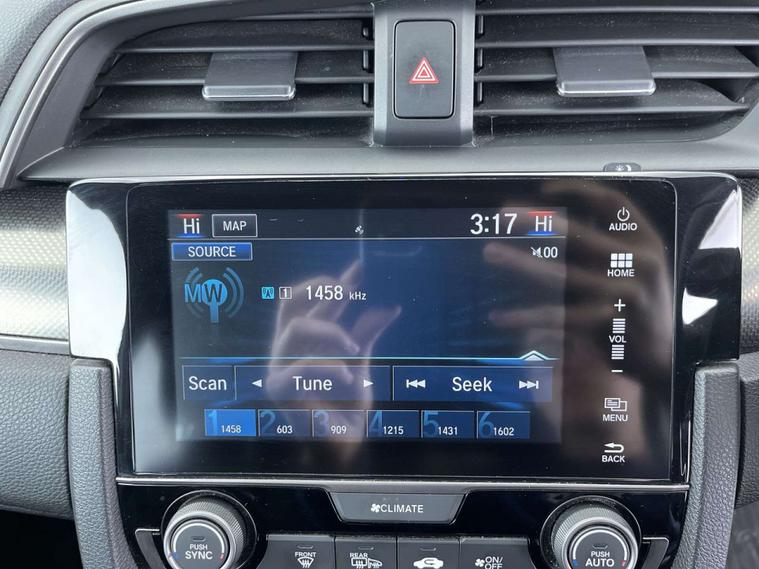 Hi MAP 3:17 Hi
SOURCE 00
MW 1 1458 kHz
Scan Tune Seek
1 1458 2 603 3 909 4 1215 5 1431 6 1602
AUDIO
HOME
+
VOL
-
MENU
BACK
CLIMATE
PUSH
SYNC
FRONT
REAR
ON/
OFF
PUSH
AUTO